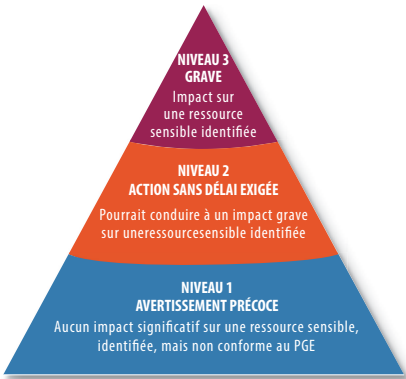 NIVEAU 3
GRAVE
Impact sur
une ressource
sensible identifiée
NIVEAU 2
ACTION SANS DÉLAI EXIGÉE
Pourrait conduire à un impact grave
sur uneressourcesensible identifiée
NIVEAU 1
AVERTISSEMENT PRÉCOCE
Aucun impact significatif sur une ressource sensible,
identifiée, mais non conforme au PGE